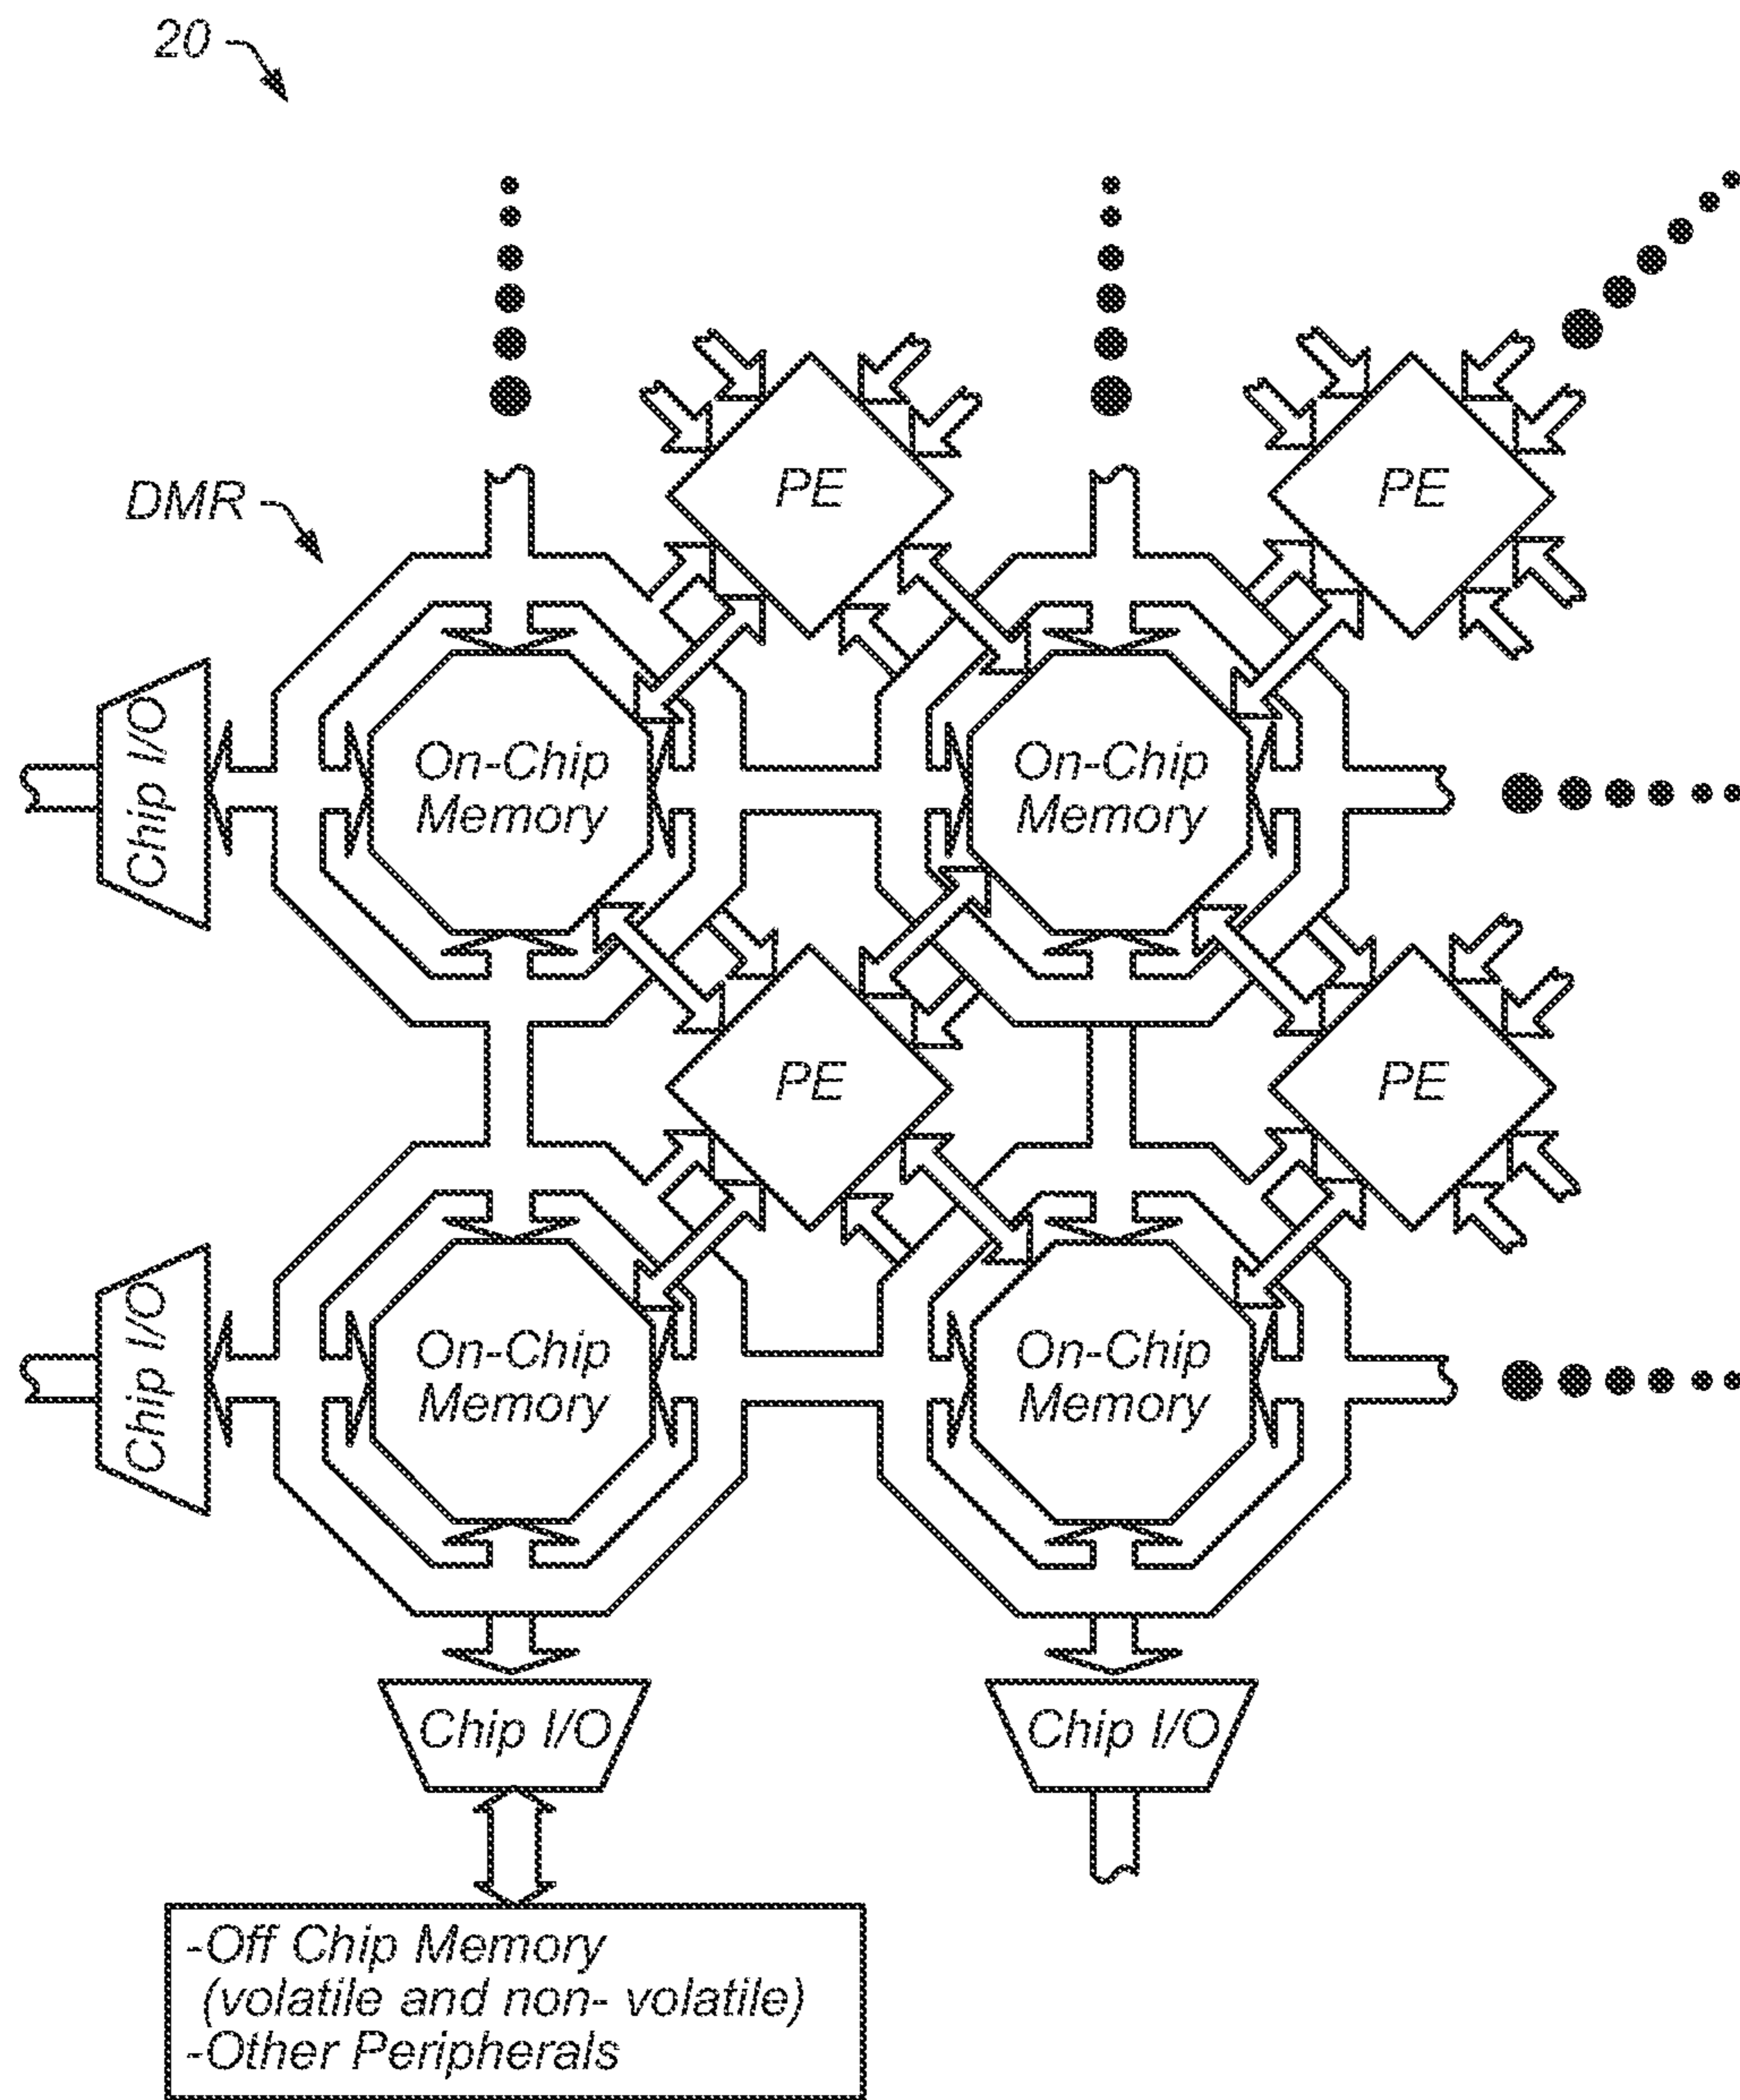 20
PE
PE
DMR
Chip I/O
On-Chip
Memory
On-Chip
Memory
PE
PE
Chip I/O
On-Chip
Memory
On-Chip
Memory
Chip I/O
Chip I/O
-Off Chip Memory
(volatile and non- volatile)
-Other Peripherals